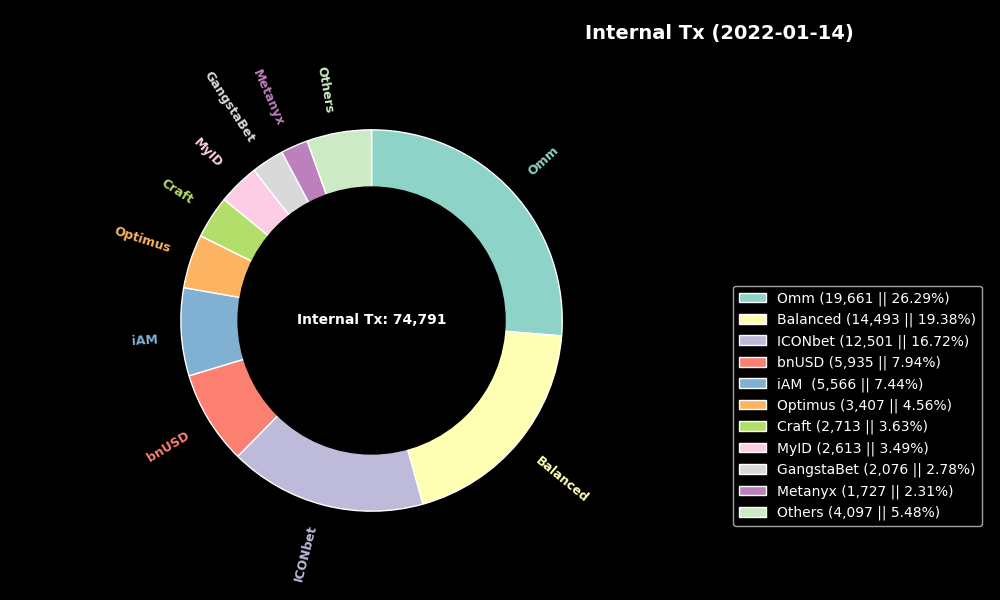 Internal Tx (2022-01-14)
Others
Metanyx
GangstaBet
MyID
Craft
Optimus
iAM
bnUSD
ICONbet
Balanced
Omm
Internal Tx: 74,791
Omm (19,661 || 26.29%)
Balanced (14,493 || 19.38%)
ICONbet (12,501 || 16.72%)
bnUSD (5,935 || 7.94%)
iAM  (5,566 || 7.44%)
Optimus (3,407 || 4.56%)
Craft (2,713 || 3.63%)
MyID (2,613 || 3.49%)
GangstaBet (2,076 || 2.78%)
Metanyx (1,727 || 2.31%)
Others (4,097 || 5.48%)